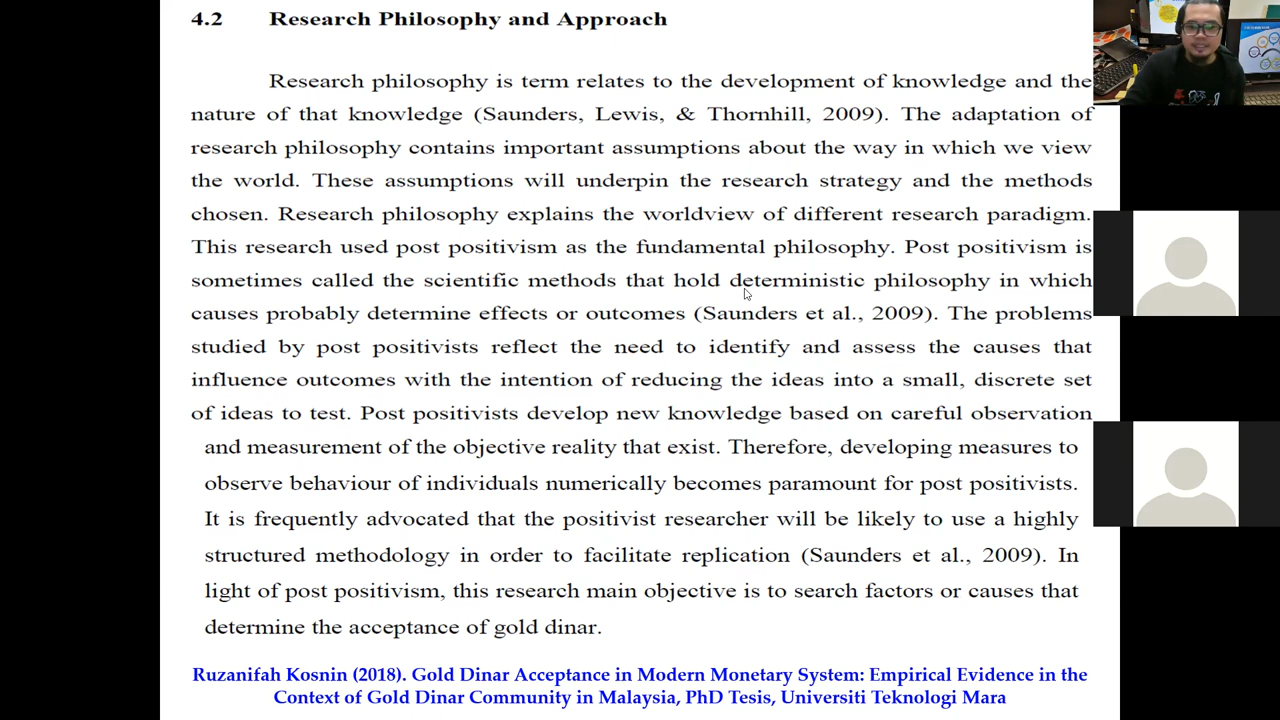 4.2 Research Philosophy and Approach
Research philosophy is term relates to the development of knowledge and the
nature of that knowledge (Saunders, Lewis, & Thornhill, 2009). The adaptation of
research philosophy contains important assumptions about the way in which we view
the world. These assumptions will underpin the research strategy and the methods
chosen. Research philosophy explains the worldview of different research paradigm.
This research used post positivism as the fundamental philosophy. Post positivism is
sometimes called the scientific methods that hold deterministic philosophy in which
causes probably determine effects or outcomes (Saunders et al., 2009). The problems
studied by post positivists reflect the need to identify and assess the causes that
influence outcomes with the intention of reducing the ideas into a small, discrete set
of ideas to test. Post positivists develop new knowledge based on careful observation
and measurement of the objective reality that exist. Therefore, developing measures to
observe behaviour of individuals numerically becomes paramount for post positivists.
It is frequently advocated that the positivist researcher will be likely to use a highly
structured methodology in order to facilitate replication (Saunders et al., 2009). In
light of post positivism, this research main objective is to search factors or causes that
determine the acceptance of gold dinar.
Ruzanifah Kosnin (2018). Gold Dinar Acceptance in Modern Monetary System: Empirical Evidence in the
Context of Gold Dinar Community in Malaysia, PhD Tesis, Universiti Teknologi Mara